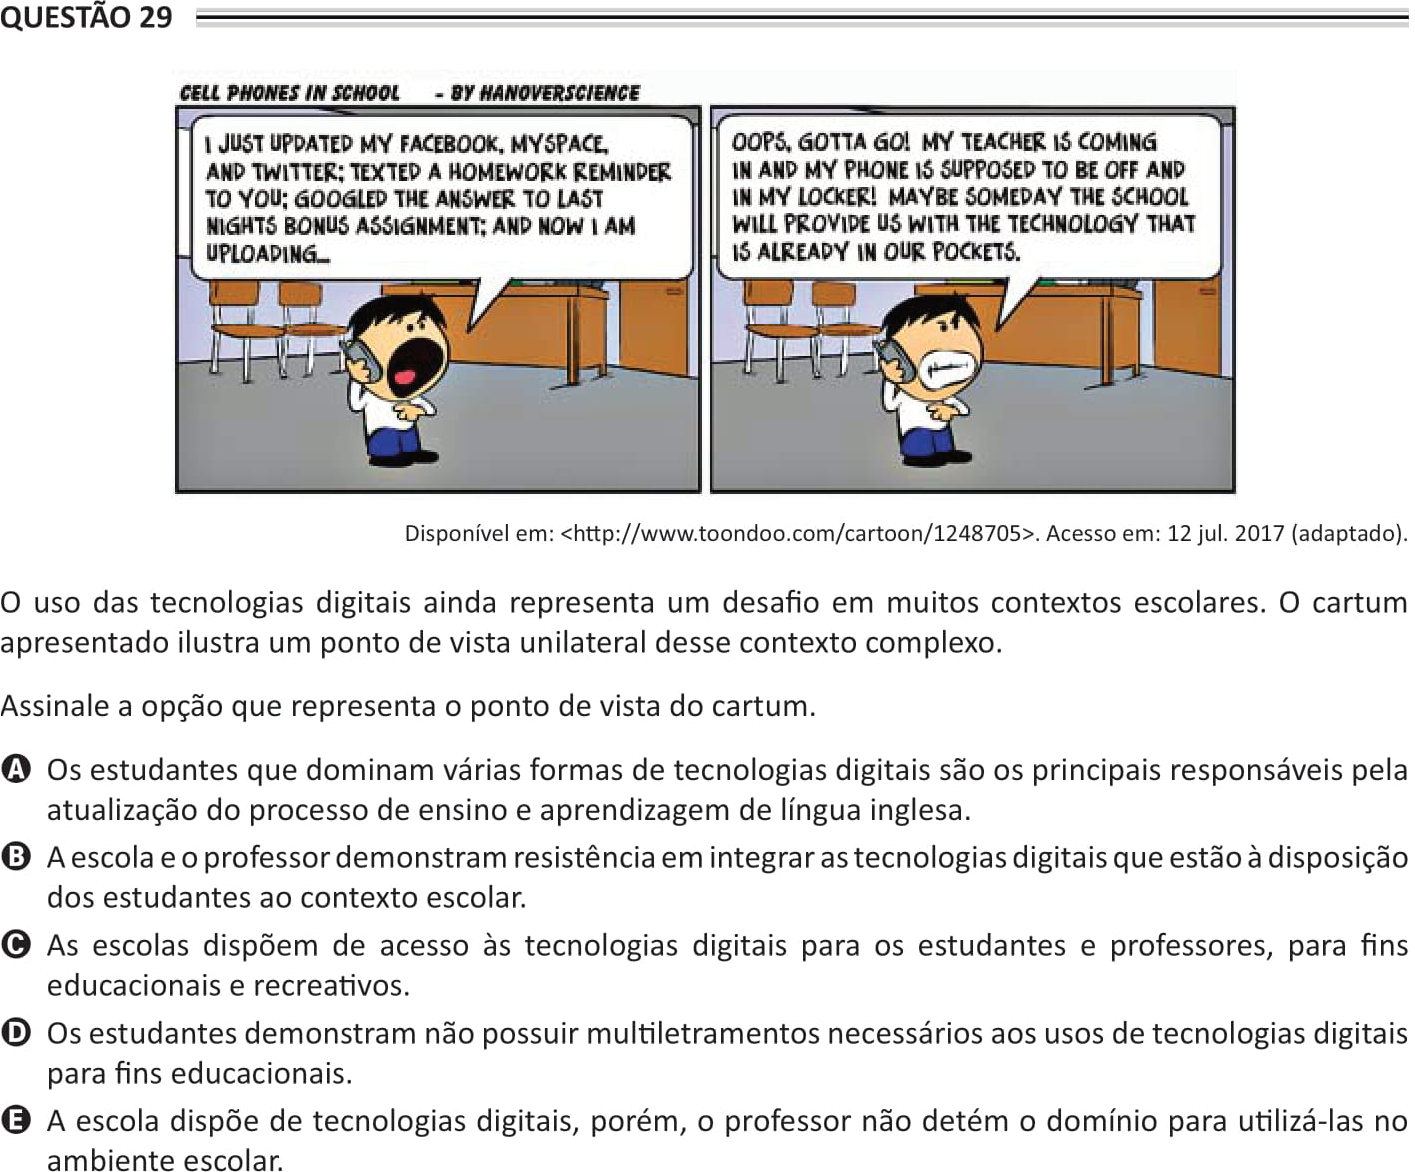 QUESTÃO 29
CELL PHONES IN SCHOOL - BY HANOVERSCIENCE
I JUST UPDATED MY FACEBOOK, MYSPACE,
AND TWITTER; TEXTED A HOMEWORK REMINDER
TO YOU; GOOGLED THE ANSWER TO LAST
NIGHTS BONUS ASSIGNMENT; AND NOW I AM
UPLOADING...
OOPS, GOTTA GO! MY TEACHER IS COMING
IN AND MY PHONE IS SUPPOSED TO BE OFF AND
IN MY LOCKER! MAYBE SOMEDAY THE SCHOOL
WILL PROVIDE US WITH THE TECHNOLOGY THAT
IS ALREADY IN OUR POCKETS.
Disponível em: <http://www.toondoo.com/cartoon/1248705>. Acesso em: 12 jul. 2017 (adaptado).
O uso das tecnologias digitais ainda representa um desafio em muitos contextos escolares. O cartum
apresentado ilustra um ponto de vista unilateral desse contexto complexo.
Assinale a opção que representa o ponto de vista do cartum.
A Os estudantes que dominam várias formas de tecnologias digitais são os principais responsáveis pela
atualização do processo de ensino e aprendizagem de língua inglesa.
B A escola e o professor demonstram resistência em integrar as tecnologias digitais que estão à disposição
dos estudantes ao contexto escolar.
C As escolas dispõem de acesso às tecnologias digitais para os estudantes e professores, para fins
educacionais e recreativos.
D Os estudantes demonstram não possuir multiletramentos necessários aos usos de tecnologias digitais
para fins educacionais.
E A escola dispõe de tecnologias digitais, porém, o professor não detém o domínio para utilizá-las no
ambiente escolar.